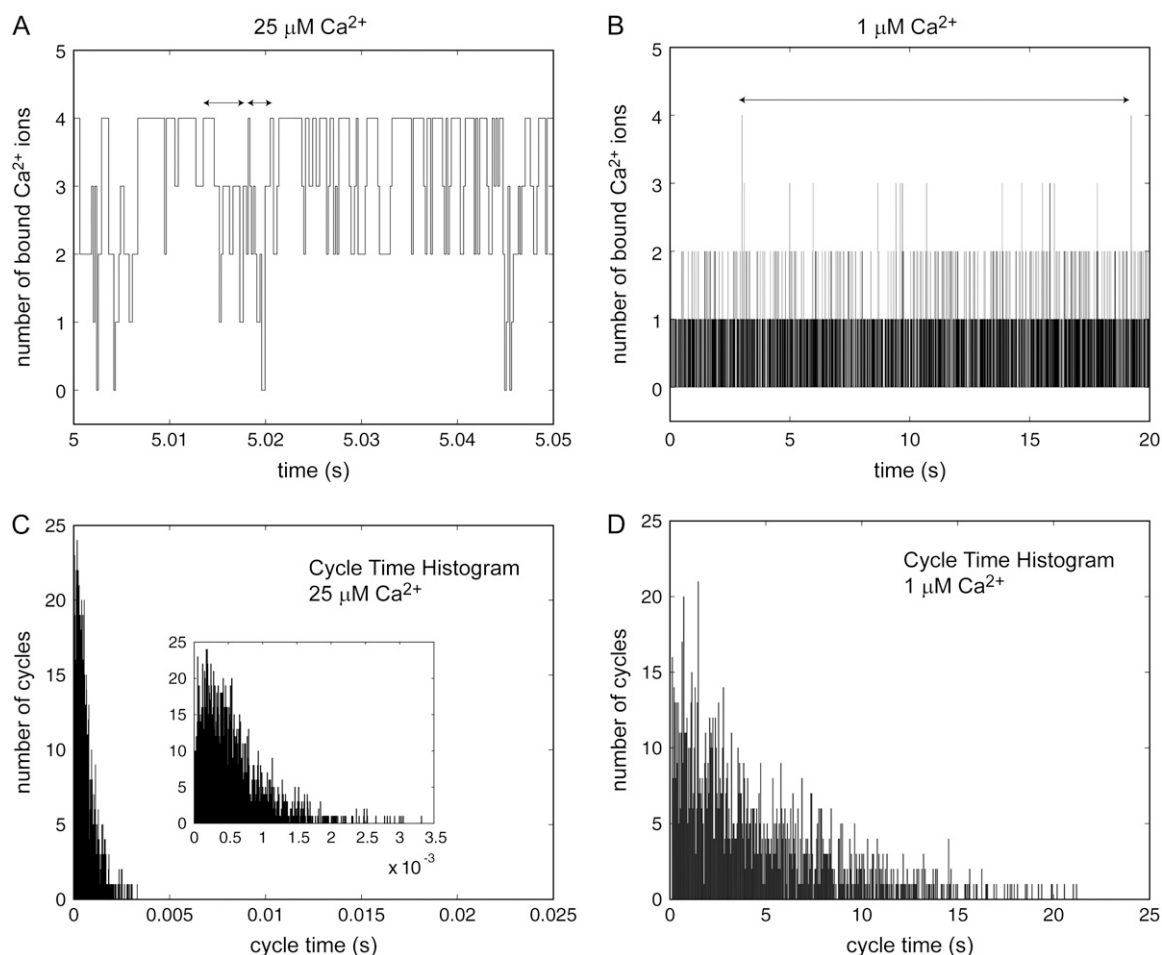 A
25 μM Ca²⁺
number of bound Ca²⁺ ions
5
4
3
2
1
0
5 5.01 5.02 5.03 5.04 5.05
time (s)
B
1 μM Ca²⁺
number of bound Ca²⁺ ions
5
4
3
2
1
0
0 5 10 15 20
time (s)
C
Cycle Time Histogram
25 μM Ca²⁺
number of cycles
25
20
15
10
5
0
25
20
15
10
5
0
0 0.5 1 1.5 2 2.5 3 3.5
x 10⁻³
0 0.005 0.01 0.015 0.02 0.025
cycle time (s)
D
Cycle Time Histogram
1 μM Ca²⁺
number of cycles
25
20
15
10
5
0
0 5 10 15 20 25
cycle time (s)